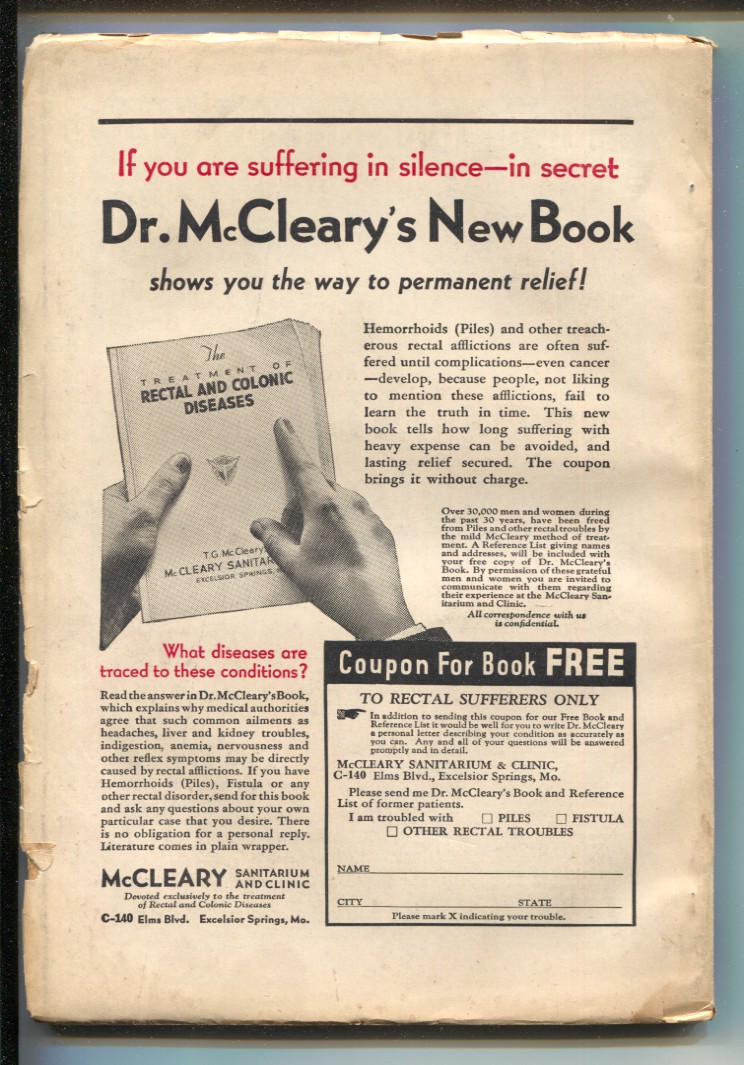 If you are suffering in silence—in secret
Dr. McCleary's New Book
shows you the way to permanent relief!
The
TREATMENT OF
RECTAL AND COLONIC
DISEASES
T.G. McCleary
McCLEARY SANITAR
EXCELSIOR SPRINGS,
Hemorrhoids (Piles) and other treach-
erous rectal afflictions are often suf-
fered until complications—even cancer
—develop, because people, not liking
to mention these afflictions, fail to
learn the truth in time. This new
book tells how long suffering with
heavy expense can be avoided, and
lasting relief secured. The coupon
brings it without charge.
Over 30,000 men and women during
the past 30 years, have been freed
from Piles and other rectal troubles by
the mild McCleary method of treat-
ment. A Reference List giving names
and addresses, will be included with
your free copy of Dr. McCleary's
Book. By permission of these grateful
men and women you are invited to
communicate with them regarding
their experience at the McCleary San-
itarium and Clinic.
All correspondence with us
is confidential.
What diseases are
traced to these conditions?
Read the answer in Dr. McCleary's Book,
which explains why medical authorities
agree that such common ailments as
headaches, liver and kidney troubles,
indigestion, anemia, nervousness and
other reflex symptoms may be directly
caused by rectal afflictions. If you have
Hemorrhoids (Piles), Fistula or any
other rectal disorder, send for this book
and ask any questions about your own
particular case that you desire. There
is no obligation for a personal reply.
Literature comes in plain wrapper.
McCLEARY SANITARIUM
AND CLINIC
Devoted exclusively to the treatment
of Rectal and Colonic Diseases
C-140 Elms Blvd. Excelsior Springs, Mo.
Coupon For Book FREE
TO RECTAL SUFFERERS ONLY
In addition to sending this coupon for our Free Book and
Reference List it would be well for you to write Dr. McCleary
a personal letter describing your condition as accurately as
you can. Any and all of your questions will be answered
promptly and in detail.
McCLEARY SANITARIUM & CLINIC,
C-140 Elms Blvd., Excelsior Springs, Mo.
Please send me Dr. McCleary's Book and Reference
List of former patients.
I am troubled with ☐ PILES ☐ FISTULA
☐ OTHER RECTAL TROUBLES
NAME
CITY STATE
Please mark X indicating your trouble.